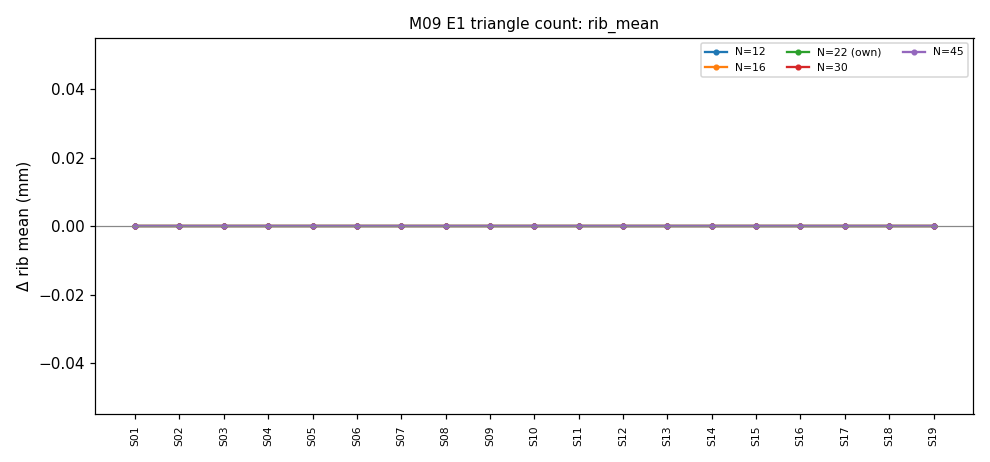 M09 E1 triangle count: rib_mean
N=12
N=16
N=22 (own)
N=30
N=45
Δ rib mean (mm)
0.04
0.02
0.00
−0.02
−0.04
S01 S02 S03 S04 S05 S06 S07 S08 S09 S10 S11 S12 S13 S14 S15 S16 S17 S18 S19